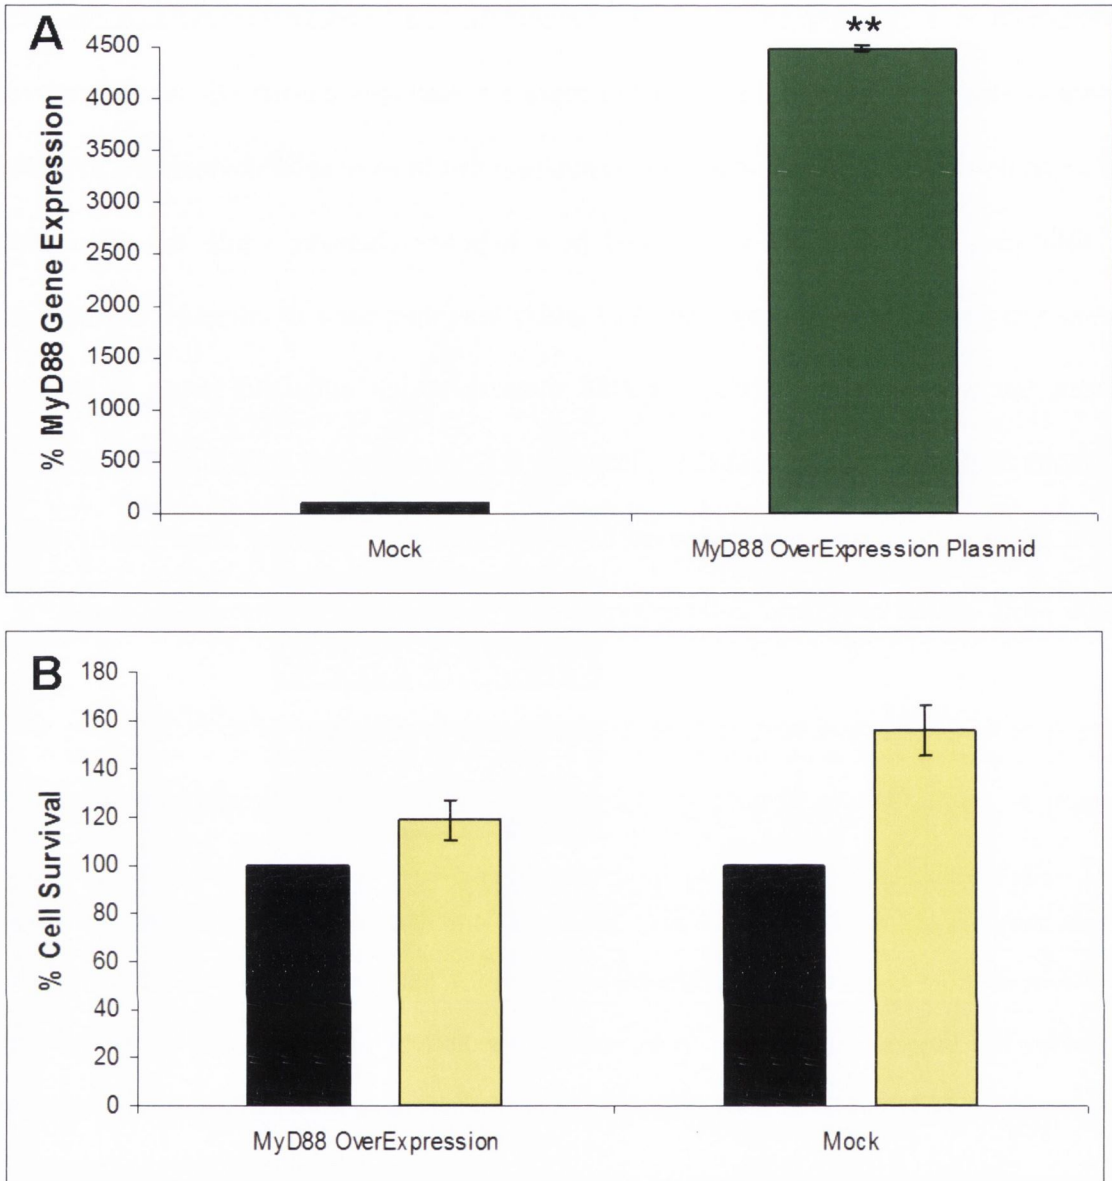 A
**
% MyD88 Gene Expression
4500
4000
3500
3000
2500
2000
1500
1000
500
0
Mock
MyD88 OverExpression Plasmid
B
% Cell Survival
180
160
140
120
100
80
60
40
20
0
MyD88 OverExpression
Mock